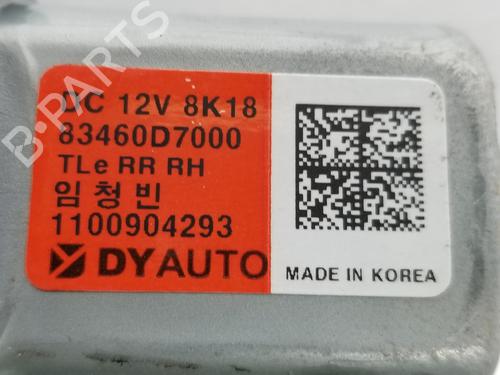 B-PARTS
DC 12V 8K18
83460D7000
TLe RR RH
임청빈
1100904293
DYAUTO
MADE IN KOREA